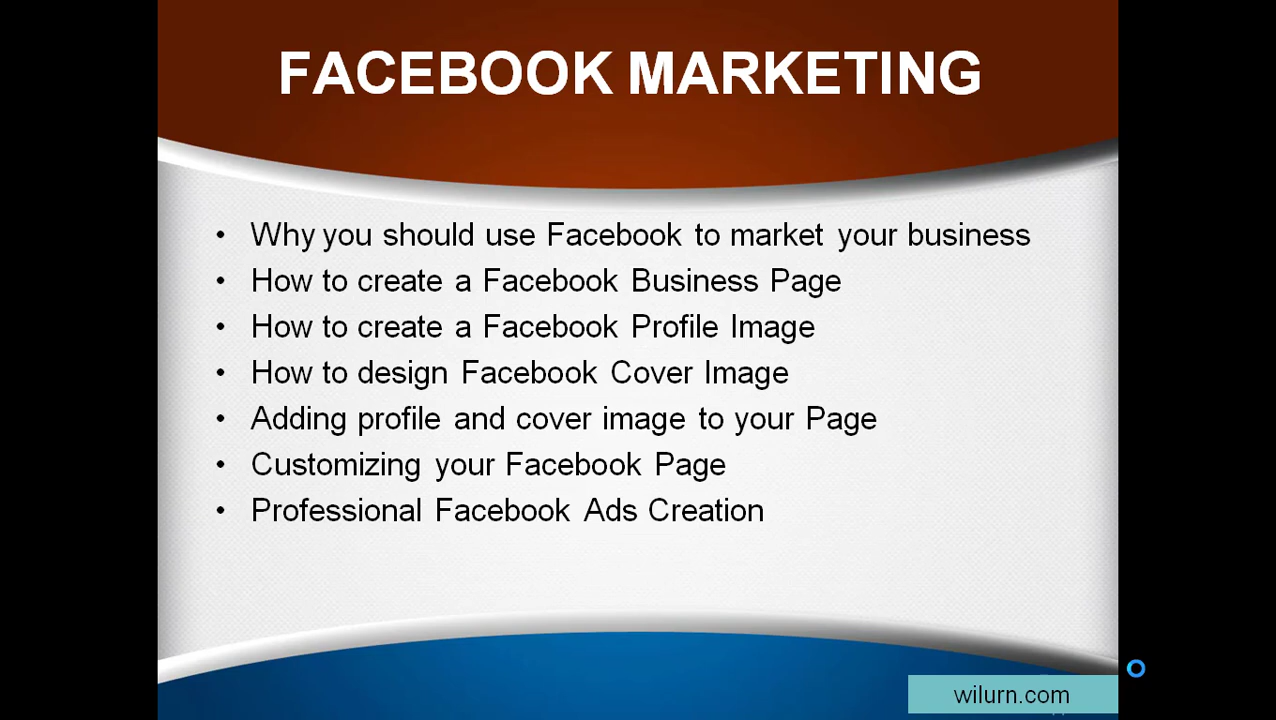 FACEBOOK MARKETING
• Why you should use Facebook to market your business
• How to create a Facebook Business Page
• How to create a Facebook Profile Image
• How to design Facebook Cover Image
• Adding profile and cover image to your Page
• Customizing your Facebook Page
• Professional Facebook Ads Creation
wilurn.com